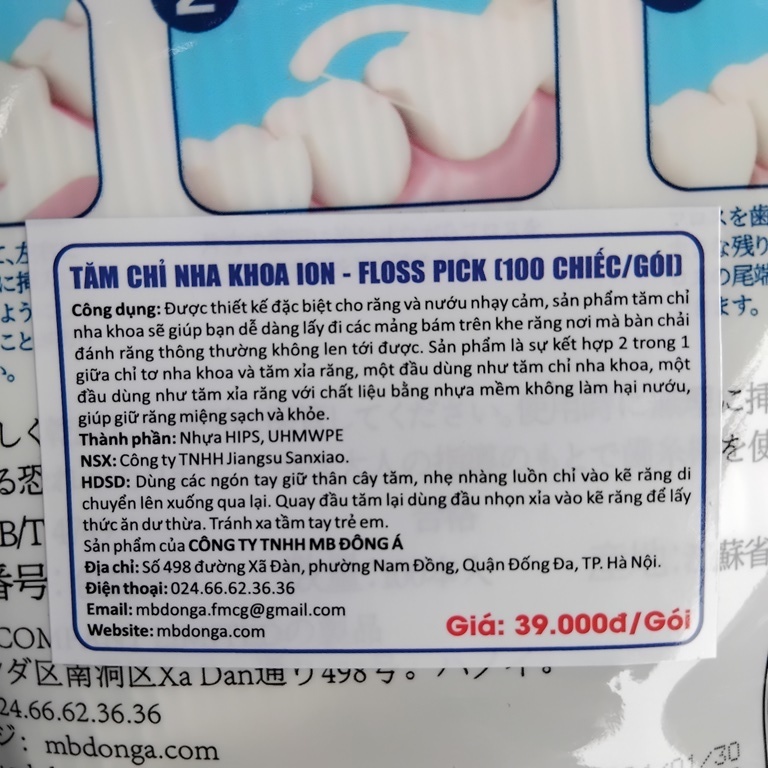 2
TĂM CHỈ NHA KHOA ION - FLOSS PICK (100 CHIẾC/GÓI)
Công dụng: Được thiết kế đặc biệt cho răng và nướu nhạy cảm, sản phẩm tăm chỉ
nha khoa sẽ giúp bạn dễ dàng lấy đi các mảng bám trên khe răng nơi mà bàn chải
đánh răng thông thường không len tới được. Sản phẩm là sự kết hợp 2 trong 1
giữa chỉ tơ nha khoa và tăm xỉa răng, một đầu dùng như tăm chỉ nha khoa, một
đầu dùng như tăm xỉa răng với chất liệu bằng nhựa mềm không làm hại nướu,
giúp giữ răng miệng sạch và khỏe.
Thành phần: Nhựa HIPS, UHMWPE
NSX: Công ty TNHH Jiangsu Sanxiao.
HDSD: Dùng các ngón tay giữ thân cây tăm, nhẹ nhàng luồn chỉ vào kẽ răng di
chuyển lên xuống qua lại. Quay đầu tăm lại dùng đầu nhọn xỉa vào kẽ răng để lấy
thức ăn dư thừa. Tránh xa tầm tay trẻ em.
Sản phẩm của CÔNG TY TNHH MB ĐÔNG Á
Địa chỉ: Số 498 đường Xã Đàn, phường Nam Đồng, Quận Đống Đa, TP. Hà Nội.
Điện thoại: 024.66.62.36.36
Email: mbdonga.fmcg@gmail.com
Website: mbdonga.com
Giá: 39.000đ/Gói
ダ区南洞区Xa Dan通り498号。ハノイ。
24.66.62.36.36
ジ: mbdonga.com